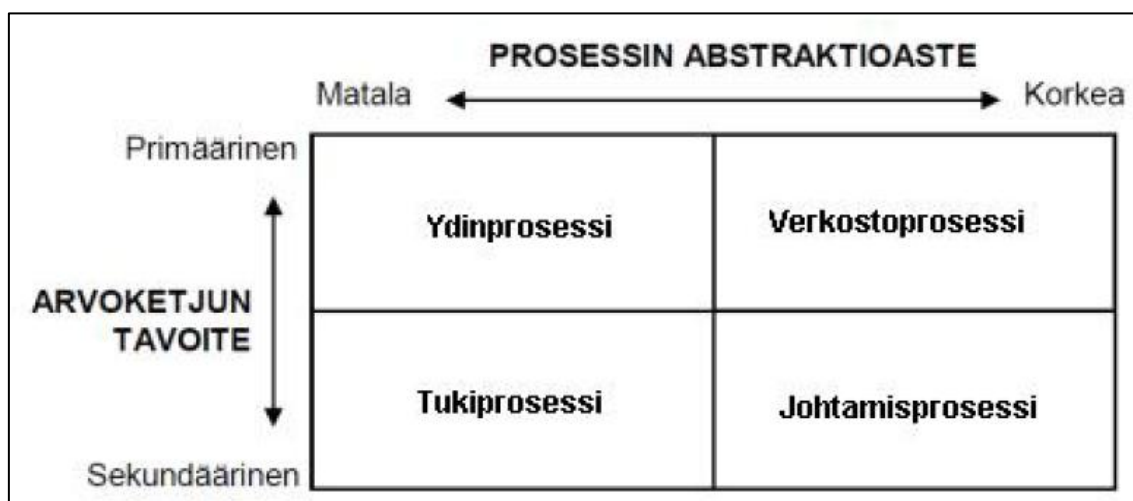 PROSESSIN ABSTRAKTIOASTE
Matala
Korkea
Primäärinen
Ydinprosessi
Verkostoprosessi
ARVOKETJUN
TAVOITE
Tukiprosessi
Johtamisprosessi
Sekundäärinen